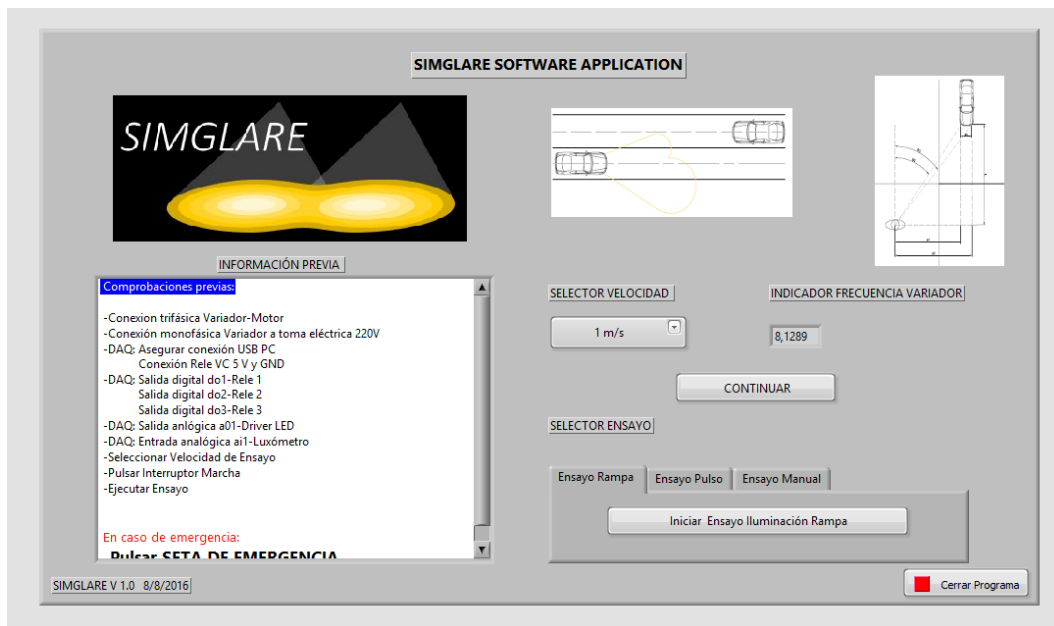 SIMGLARE SOFTWARE APPLICATION
SIMGLARE
INFORMACIÓN PREVIA
Comprobaciones previas:
-Conexion trifásica Variador-Motor
-Conexión monofásica Variador a toma eléctrica 220V
-DAQ: Asegurar conexión USB PC
Conexión Rele VC 5 V y GND
-DAQ: Salida digital do1-Rele 1
Salida digital do2-Rele 2
Salida digital do3-Rele 3
-DAQ: Salida anlógica a01-Driver LED
-DAQ: Entrada analógica ai1-Luxómetro
-Seleccionar Velocidad de Ensayo
-Pulsar Interruptor Marcha
-Ejecutar Ensayo
En caso de emergencia:
Pulsar SETA DE EMERGENCIA
SELECTOR VELOCIDAD
1 m/s
INDICADOR FRECUENCIA VARIADOR
8,1289
CONTINUAR
SELECTOR ENSAYO
Ensayo Rampa
Ensayo Pulso
Ensayo Manual
Iniciar Ensayo Iluminación Rampa
SIMGLARE V 1.0 8/8/2016
Cerrar Programa